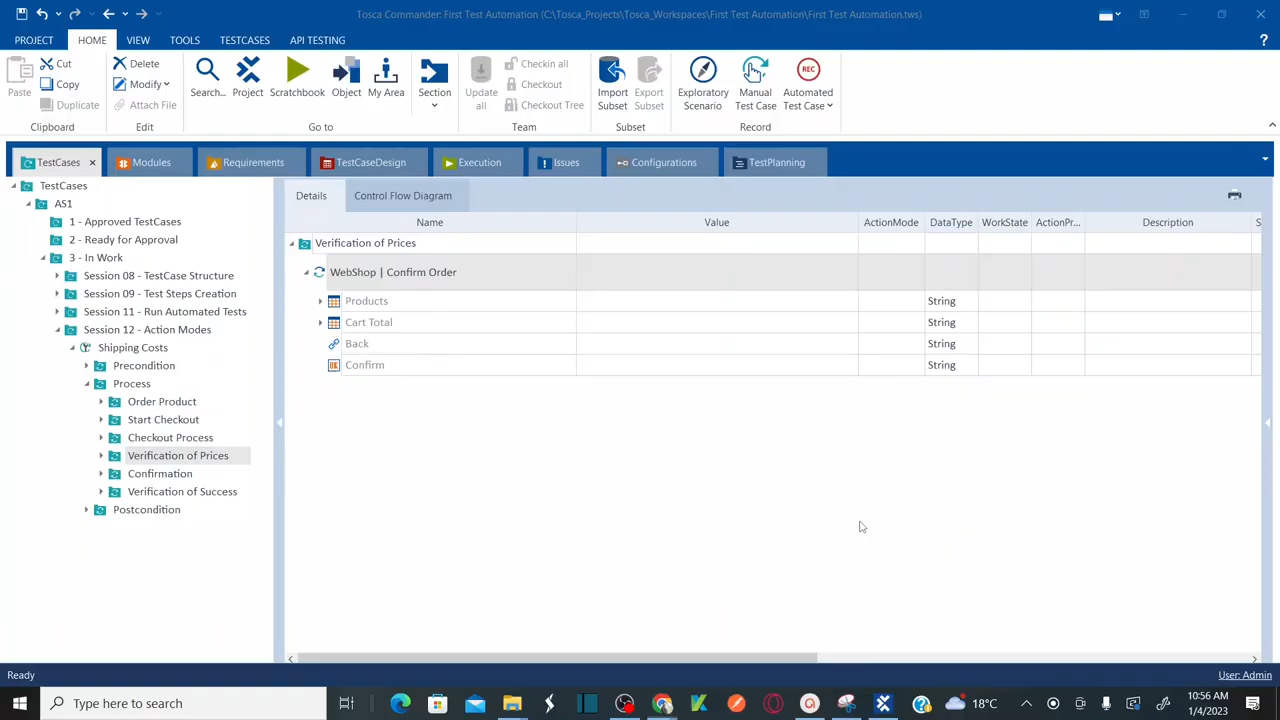 Tosca Commander: First Test Automation (C:\Tosca_Projects\Tosca_Workspaces\First Test Automation\First Test Automation.tws)
PROJECT HOME VIEW TOOLS TESTCASES API TESTING ?
Paste
Cut
Copy
Duplicate
Clipboard
Delete
Modify
Attach File
Edit
Search... Project Scratchbook Object My Area
Go to
Section
Update all
Checkin all
Checkout
Checkout Tree
Team
Import Subset
Export Subset
Subset
Exploratory Scenario
Manual Test Case
REC
Automated Test Case
Record
TestCases Modules Requirements TestCaseDesign Execution Issues Configurations TestPlanning
TestCases
AS1
1 - Approved TestCases
2 - Ready for Approval
3 - In Work
Session 08 - TestCase Structure
Session 09 - Test Steps Creation
Session 11 - Run Automated Tests
Session 12 - Action Modes
Shipping Costs
Precondition
Process
Order Product
Start Checkout
Checkout Process
Verification of Prices
Confirmation
Verification of Success
Postcondition
Details Control Flow Diagram
Name Value ActionMode DataType WorkState ActionPr... Description S
Verification of Prices
WebShop | Confirm Order
Products String
Cart Total String
Back String
OK Confirm String
Ready User: Admin
Type here to search
18°C
10:56 AM
1/4/2023